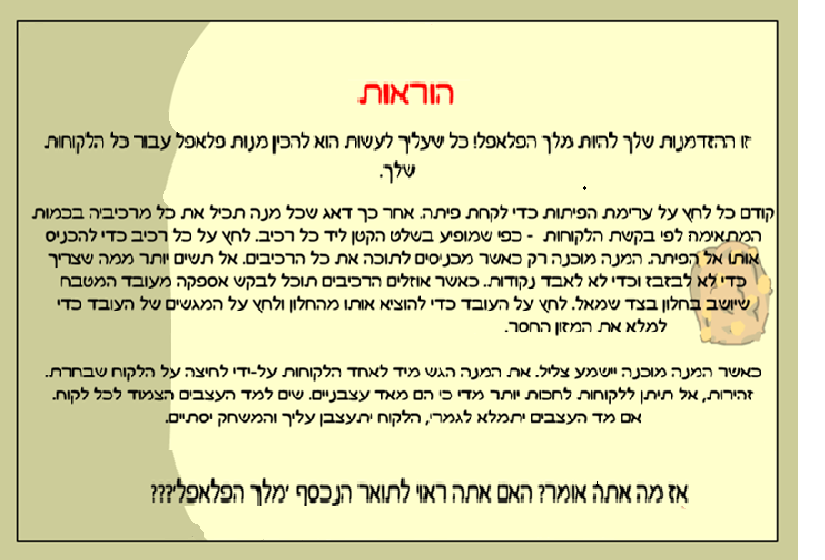 הוראות
זו ההזדמנות שלך להיות מלך הפלאפל! כל שעליך לעשות הוא להכין מנות פלאפל עבור כל הלקוחות
שלך.
קודם כל לחץ על ערימת הפיתות כדי לקחת פיתה. אחר כך דאג שכל מנה תכיל את כל מרכיביה בכמות
המתאימה לפי בקשת הלקוחות - כפי שמופיע בשלט הקטן ליד כל רכיב. לחץ על כל רכיב כדי להכניס
אותו אל הפיתה. המנה מוכנה רק כאשר מכניסים לתוכה את כל הרכיבים. אל תשים יותר ממה שצריך
כדי לא לבזבז וכדי לא לאבד נקודות. כאשר אוזלים הרכיבים תוכל לבקש אספקה מעובד המטבח
שיושב בחלון בצד שמאל. לחץ על העובד כדי להוציא אותו מהחלון ולחץ על המגשים של העובד כדי
למלא את המזון החסר.
כאשר המנה מוכנה יישמע צליל. את המנה הגש מיד לאחד הלקוחות על-ידי לחיצה על הלקוח שבחרת.
זהירות, אל תיתן ללקוחות לחכות יותר מדי כי הם מאד עצבניים. שים למד העצבים הצמוד לכל לקוח.
אם מד העצבים יתמלא לגמרי, הלקוח יתעצבן עליך והמשחק יסתיים.
אז מה אתה אומר? האם אתה ראוי לתואר הנכסף 'מלך הפלאפל'???